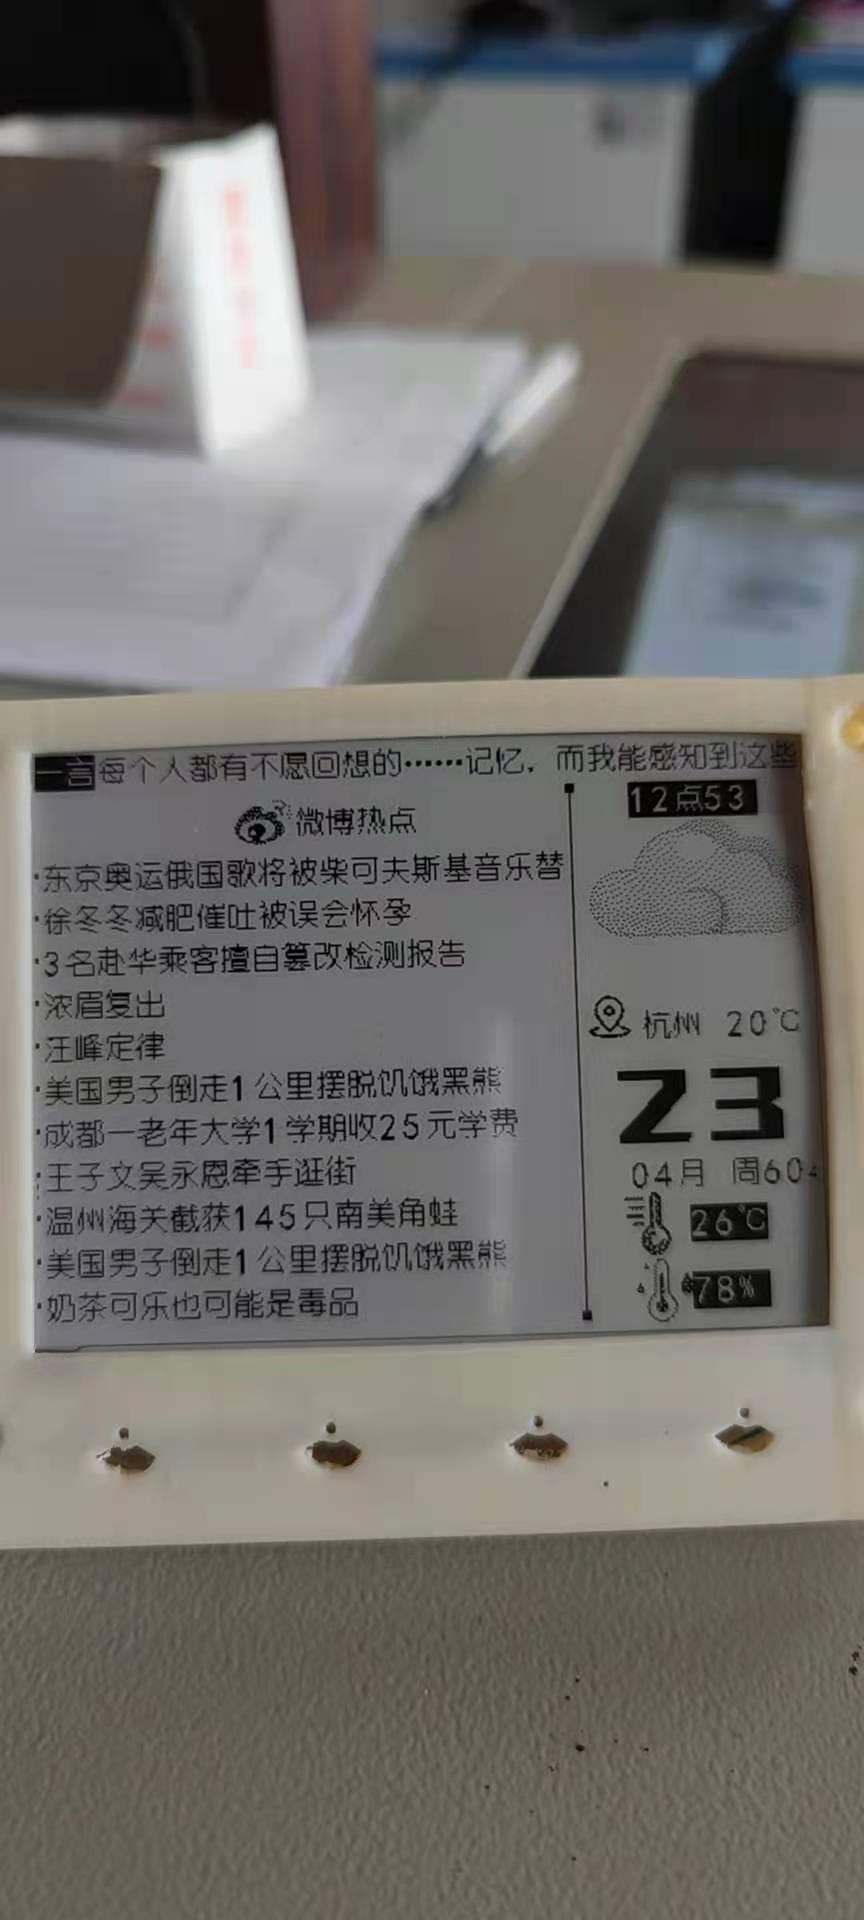 一言每个人都有不愿回想的……记忆，而我能感知到这些
微博热点
·东京奥运俄国歌将被柴可夫斯基音乐替
·徐冬冬减肥催吐被误会怀孕
·3名赴华乘客擅自篡改检测报告
·浓眉复出
·汪峰定律
·美国男子倒走1公里摆脱饥饿黑熊
·成都一老年大学1学期收25元学费
·王子文吴永恩牵手逛街
·温州海关截获145只南美角蛙
·美国男子倒走1公里摆脱饥饿黑熊
·奶茶可乐也可能是毒品
12点53
杭州 20℃
23
04月 周60
26℃
78%